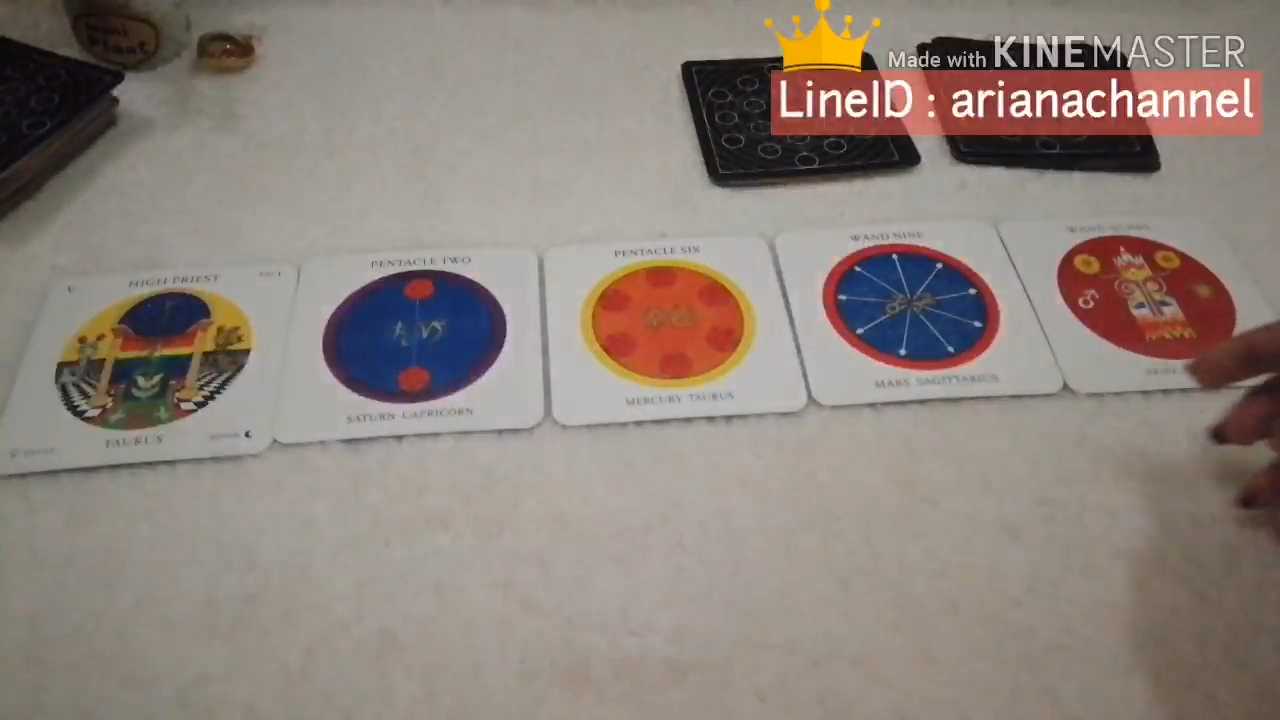 Made with KINEMASTER
LineID : arianachannel
Plant
V
HIGH PRIEST
TAURUS
PENTACLE TWO
SATURN CAPRICORN
PENTACLE SIX
MERCURY TAURUS
WAND NINE
MARS SAGITTARIUS